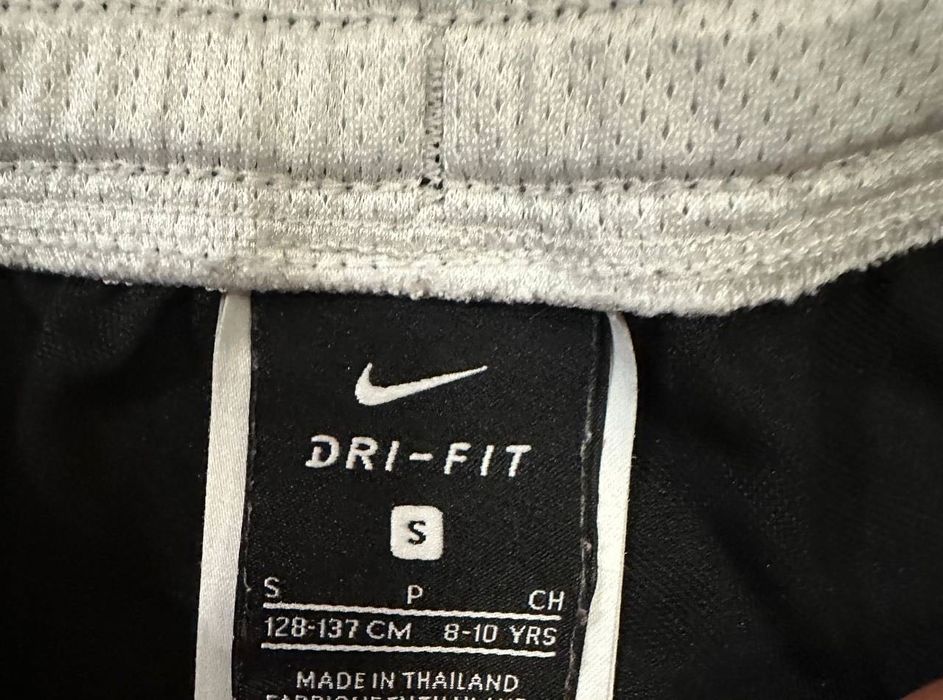 DRI-FIT
S
S P CH
128-137 CM 8-10 YRS
MADE IN THAILAND